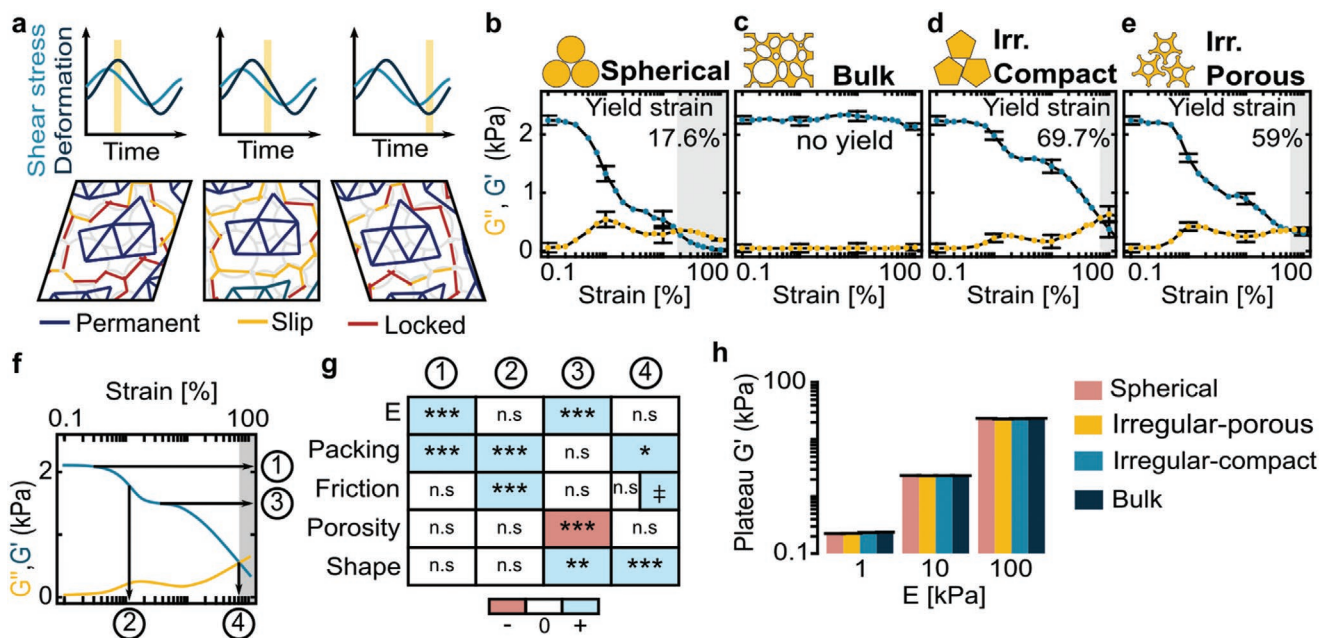 a
Shear stress
Deformation
Time
Time
Time
Permanent
Slip
Locked
b
Spherical
G'', G' (kPa)
2
1
0
Yield strain
17.6%
0.1
100
Strain [%]
c
Bulk
no yield
0.1
100
Strain [%]
d
Irr.
Compact
Yield strain
69.7%
0.1
100
Strain [%]
e
Irr.
Porous
Yield strain
59%
0.1
100
Strain [%]
f
Strain [%]
0.1
100
G'', G' (kPa)
2
0
①
③
②
④
g
① ② ③ ④
E *** n.s *** n.s
Packing *** *** n.s *
Friction n.s *** n.s n.s ‡
Porosity n.s n.s *** n.s
Shape n.s n.s ** ***
- 0 +
h
Plateau G' (kPa)
100
0.1
1 10 100
E [kPa]
Spherical
Irregular-porous
Irregular-compact
Bulk